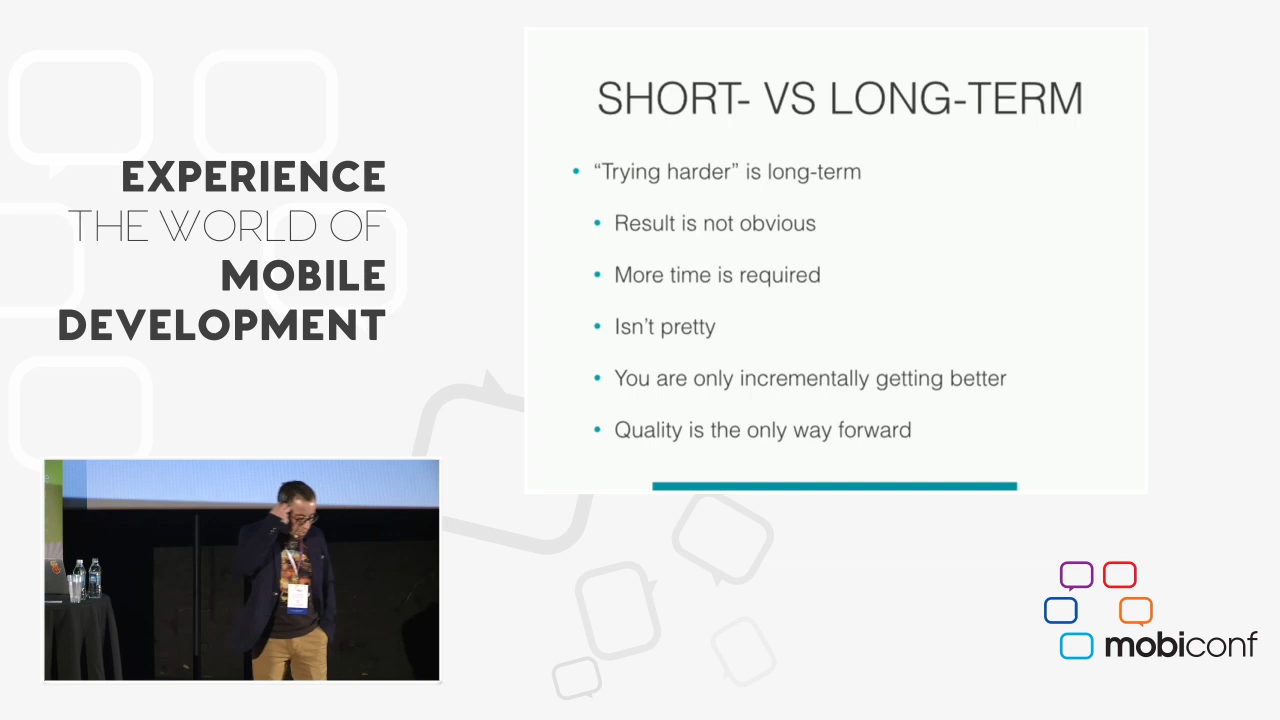 EXPERIENCE
THE WORLD OF
MOBILE
DEVELOPMENT
SHORT- VS LONG-TERM
• “Trying harder” is long-term
• Result is not obvious
• More time is required
• Isn’t pretty
• You are only incrementally getting better
• Quality is the only way forward
mobiconf